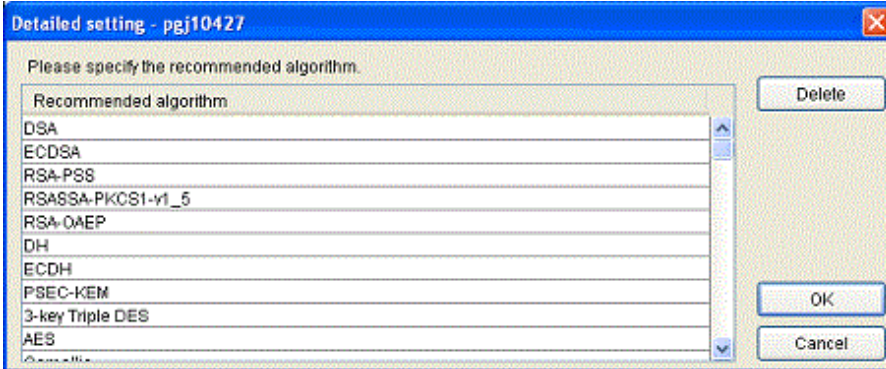 Detailed setting - pgj10427
Please specify the recommended algorithm.
Recommended algorithm
Delete
DSA
ECDSA
RSA-PSS
RSASSA-PKCS1-v1_5
RSA-OAEP
DH
ECDH
PSEC-KEM
3-key Triple DES
OK
AES
Cancel